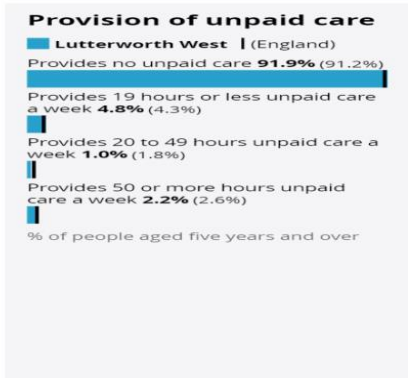 Provision of unpaid care
Lutterworth West | (England)
Provides no unpaid care 91.9% (91.2%)
Provides 19 hours or less unpaid care
a week 4.8% (4.3%)
Provides 20 to 49 hours unpaid care a
week 1.0% (1.8%)
Provides 50 or more hours unpaid
care a week 2.2% (2.6%)
% of people aged five years and over